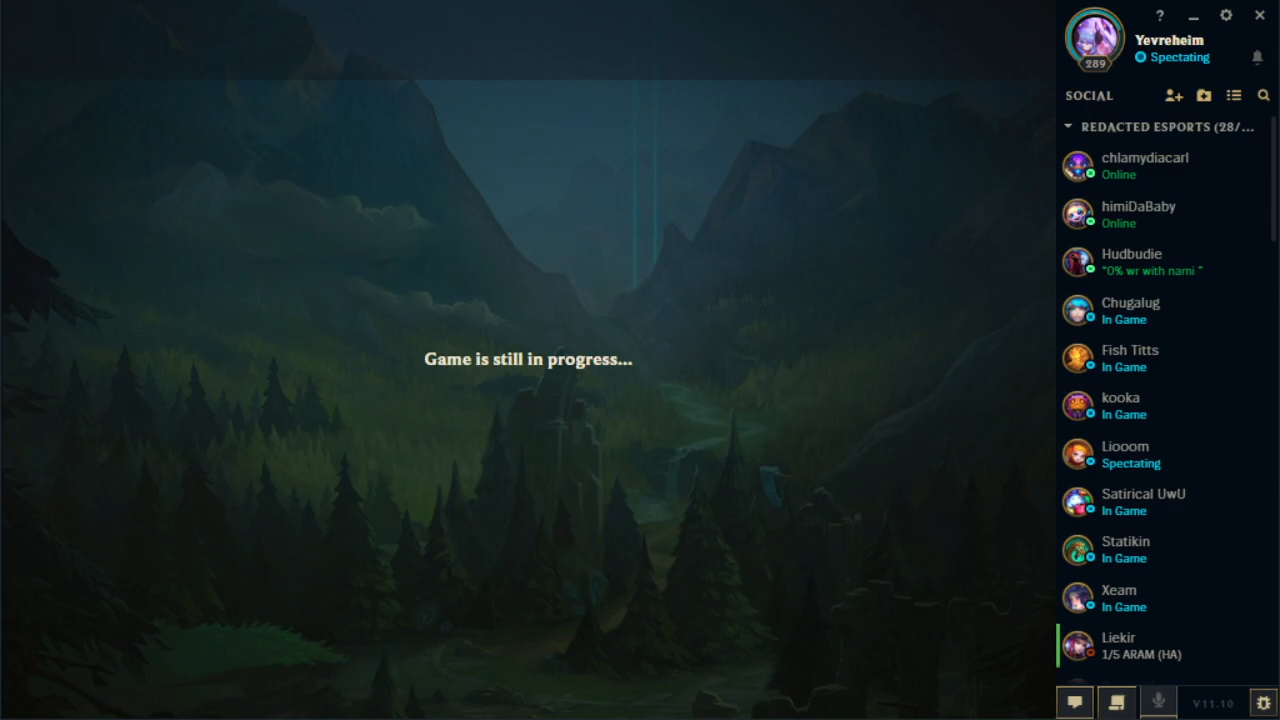 ?
Yevreheim
289
Spectating
SOCIAL
REDACTED ESPORTS (28/...
chlamydiacarl
Online
himiDaBaby
Online
Hudbudie
"0% wr with nami "
Chugalug
In Game
Fish Titts
In Game
kooka
In Game
Game is still in progress...
Liooom
Spectating
Satirical UwU
In Game
Statikin
In Game
Xeam
In Game
Liekir
1/5 ARAM (HA)
V11.10